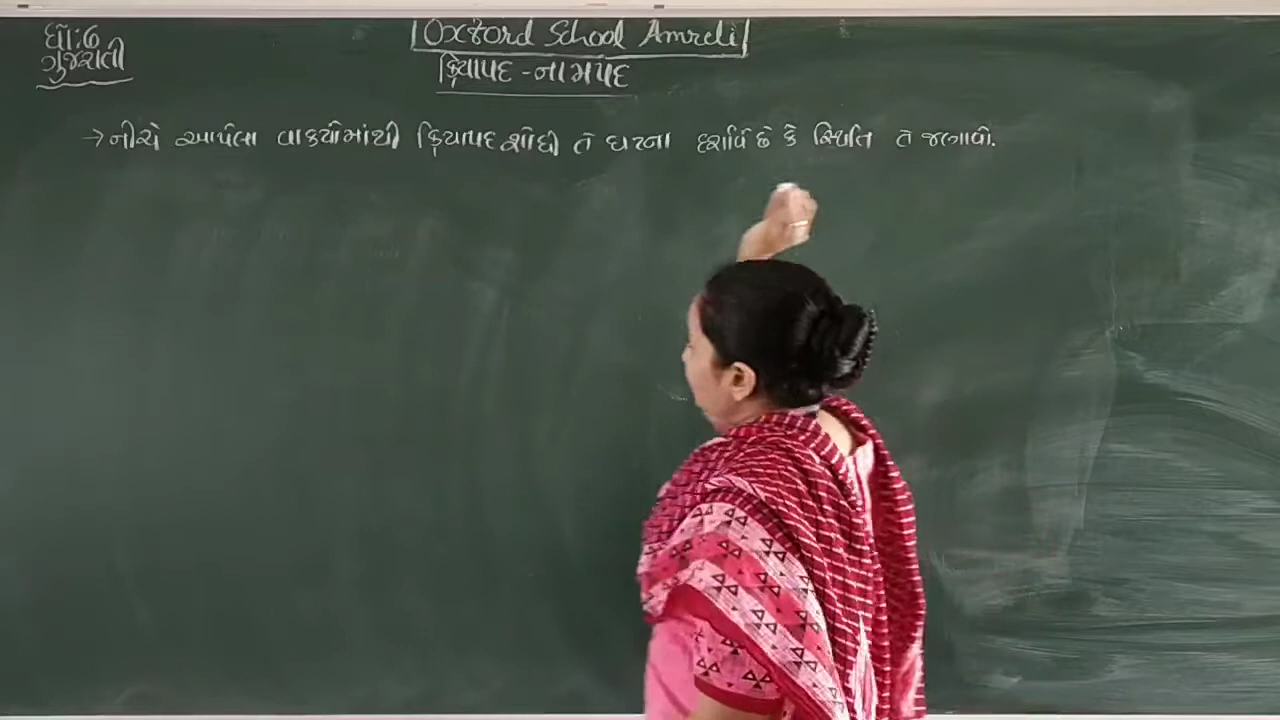 ધો:૭
ગુજરાતી
Oxford School Amreli
ક્રિયાપદ - નામપદ
→ નીચે આપેલા વાક્યોમાંથી ક્રિયાપદ શોધી તે ઘટના દર્શાવે છે કે સ્થિતિ તે જણાવો.